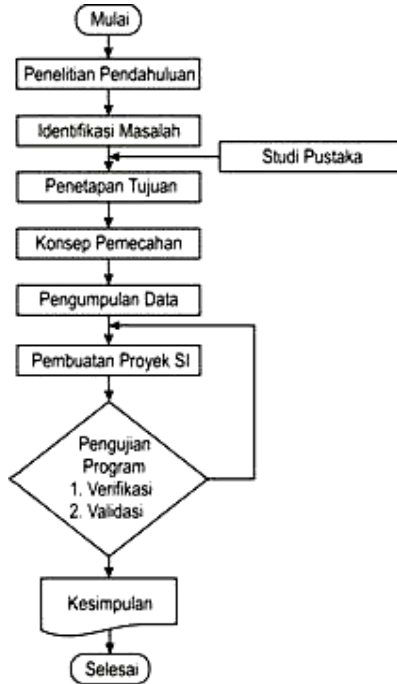 Mulai
Penelitian Pendahuluan
Identifikasi Masalah
Studi Pustaka
Penetapan Tujuan
Konsep Pemecahan
Pengumpulan Data
Pembuatan Proyek SI
Pengujian
Program
1. Verifikasi
2. Validasi
Kesimpulan
Selesai